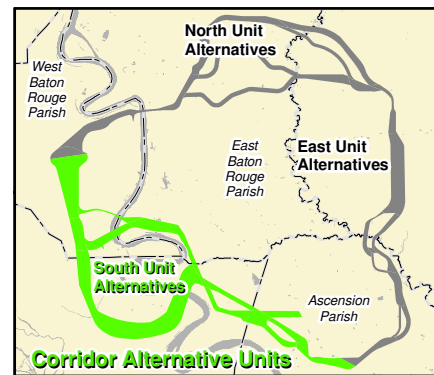 North Unit
Alternatives
West
Baton
Rouge
Parish
East
Baton
Rouge
Parish
East Unit
Alternatives
South Unit
Alternatives
Ascension
Parish
Corridor Alternative Units